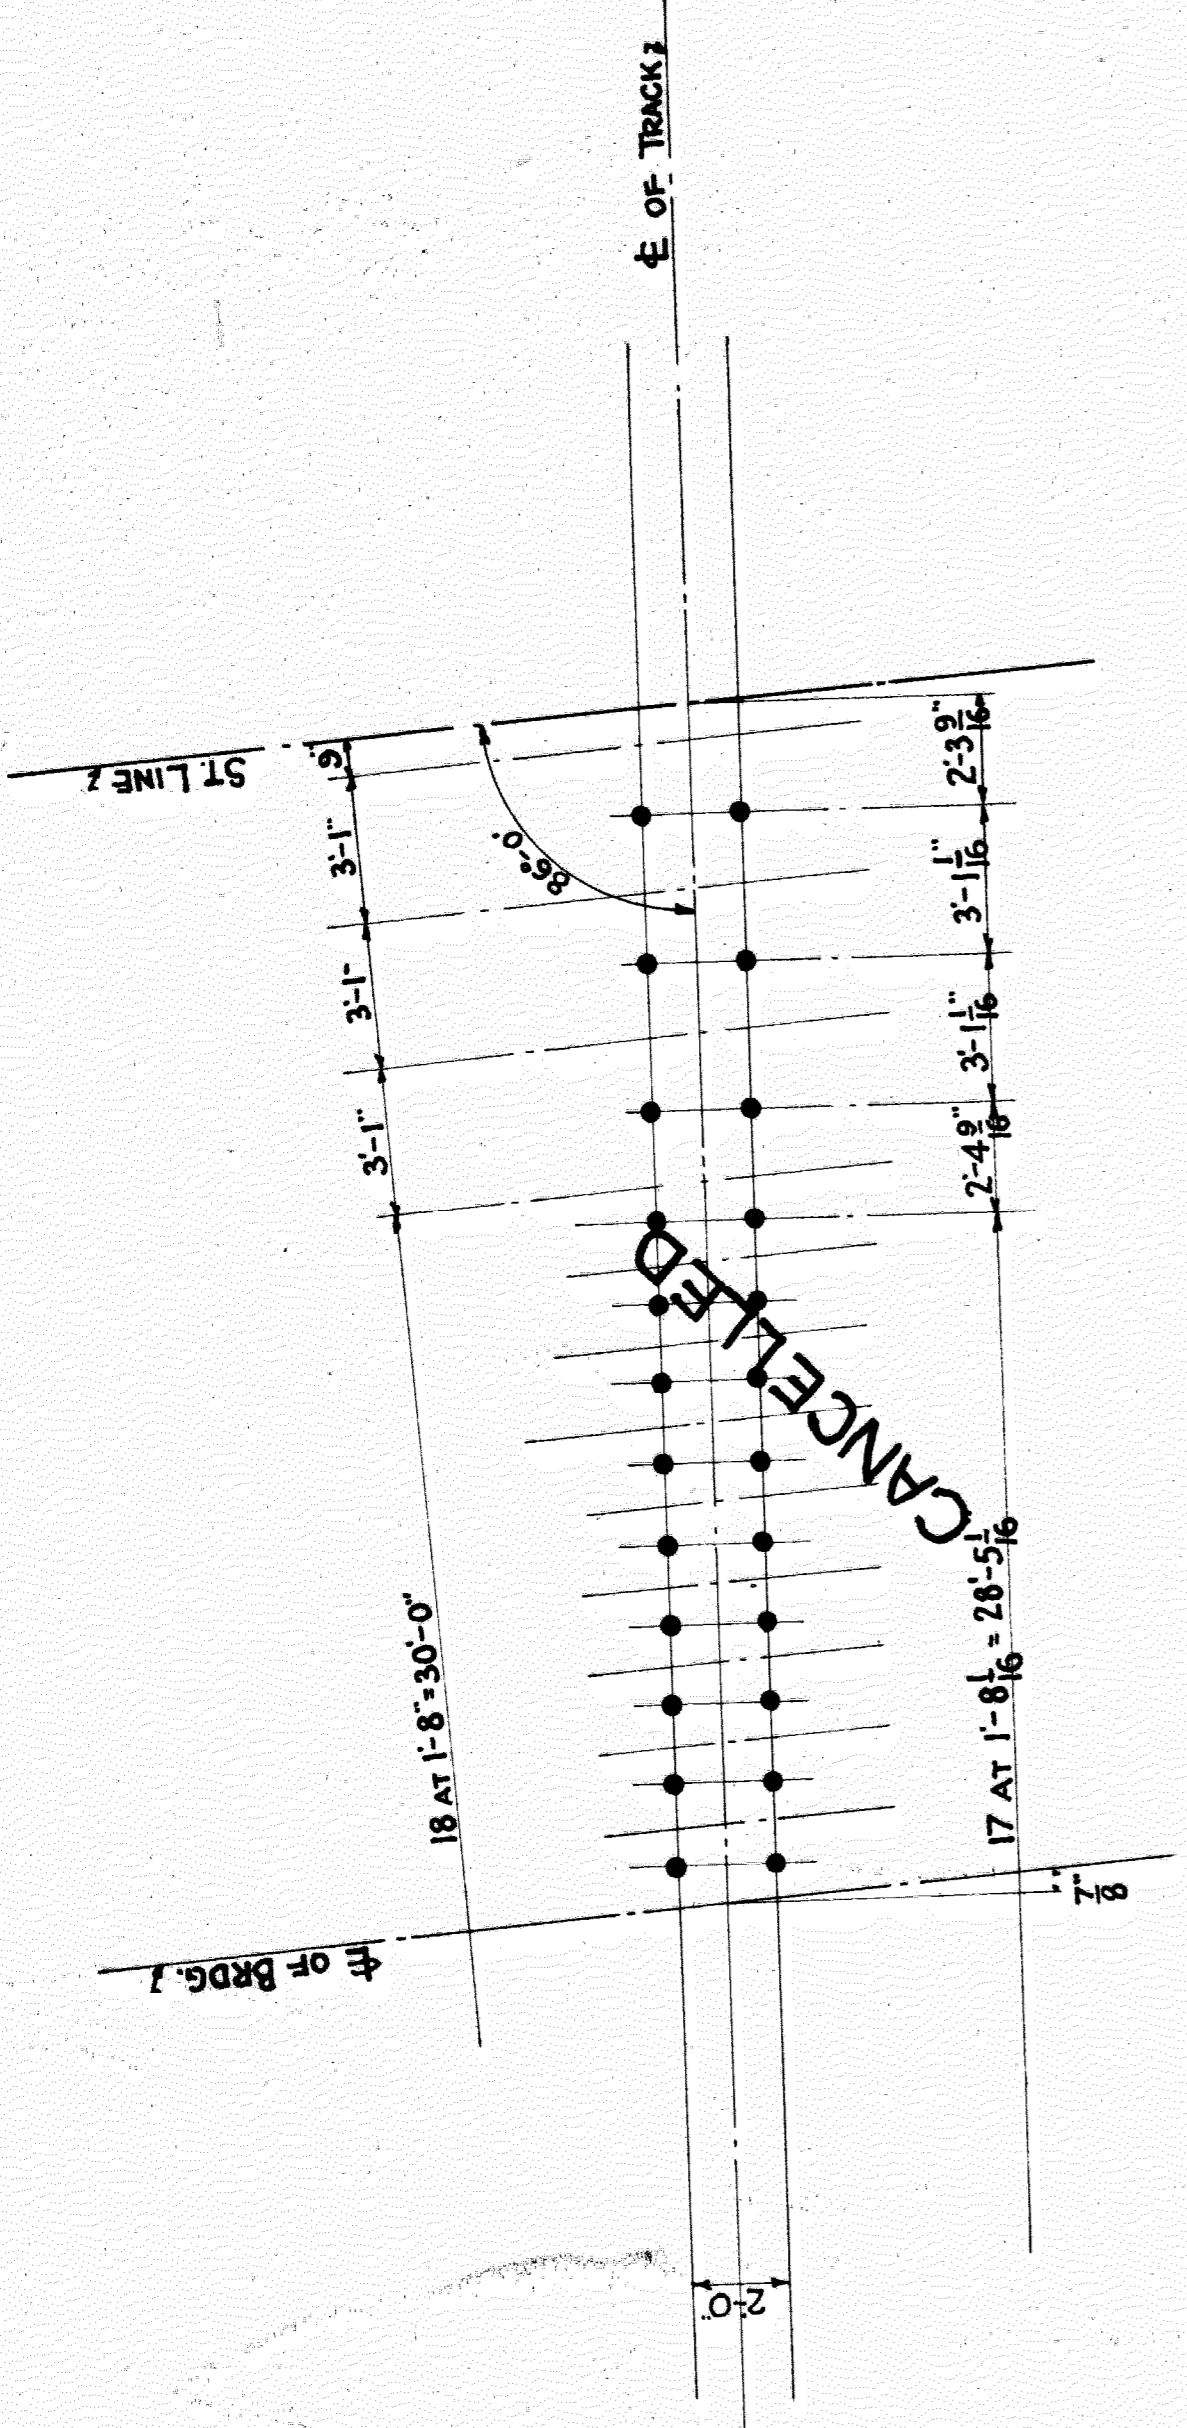 ℄ OF TRACK
ST. LINE
9"
3'-1"
3'-1"
3'-1"
86°-0'
2'-3 9/16"
3'-1 1/16"
3'-1 1/16"
2'-4 9/16"
CANCELLED
18 AT 1'-8" = 30'-0"
17 AT 1'-8 1/16 = 28'-5 1/16
℄ OF BRDG.
7/8"
2'-0"